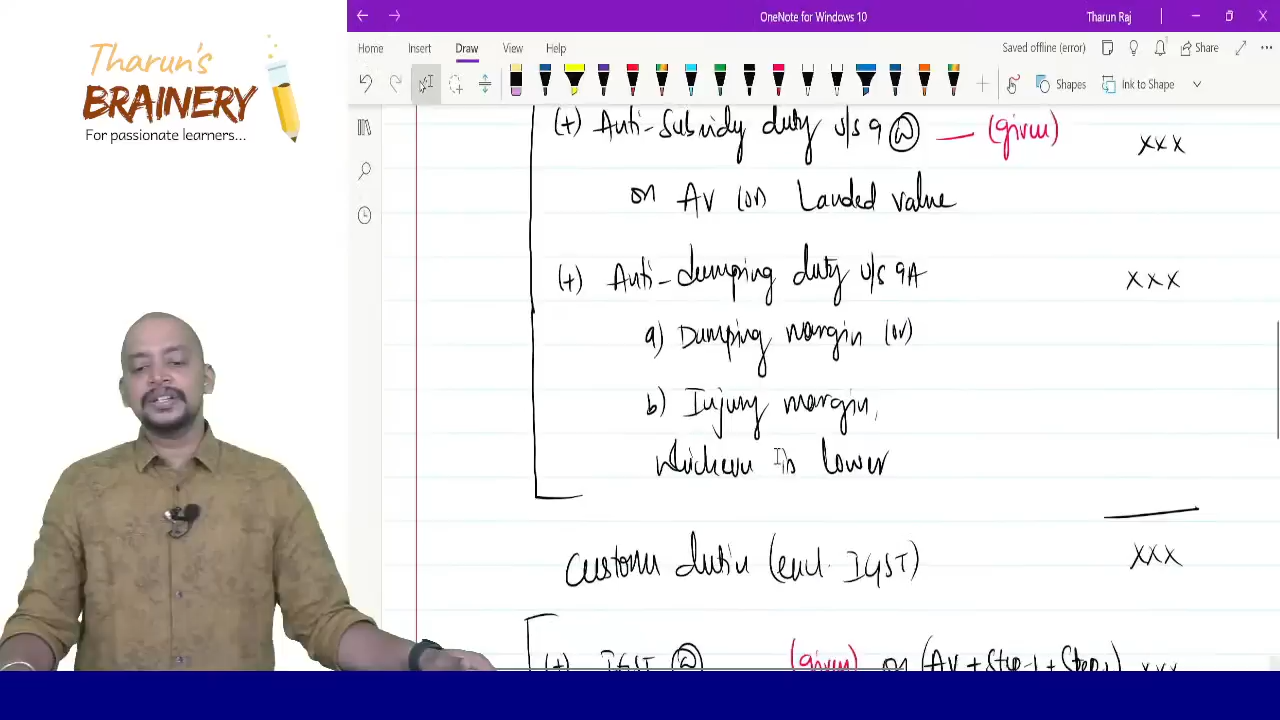 Tharun's
BRAINERY
For passionate learners...
OneNote for Windows 10
Tharun Raj
Home Insert Draw View Help
Saved offline (error)
Share
Shapes
Ink to Shape
(+) Anti-Subsidy duty u/s 9 @ — (given) xxx
on AV (or) Landed value
(+) Anti-dumping duty u/s 9A xxx
a) Dumping margin (or)
b) Injury margin,
whichever is lower
Custom duties (excl. IGST) xxx
(+) IGST @ (given) on (AV + Step-1 + Step-2) xxx